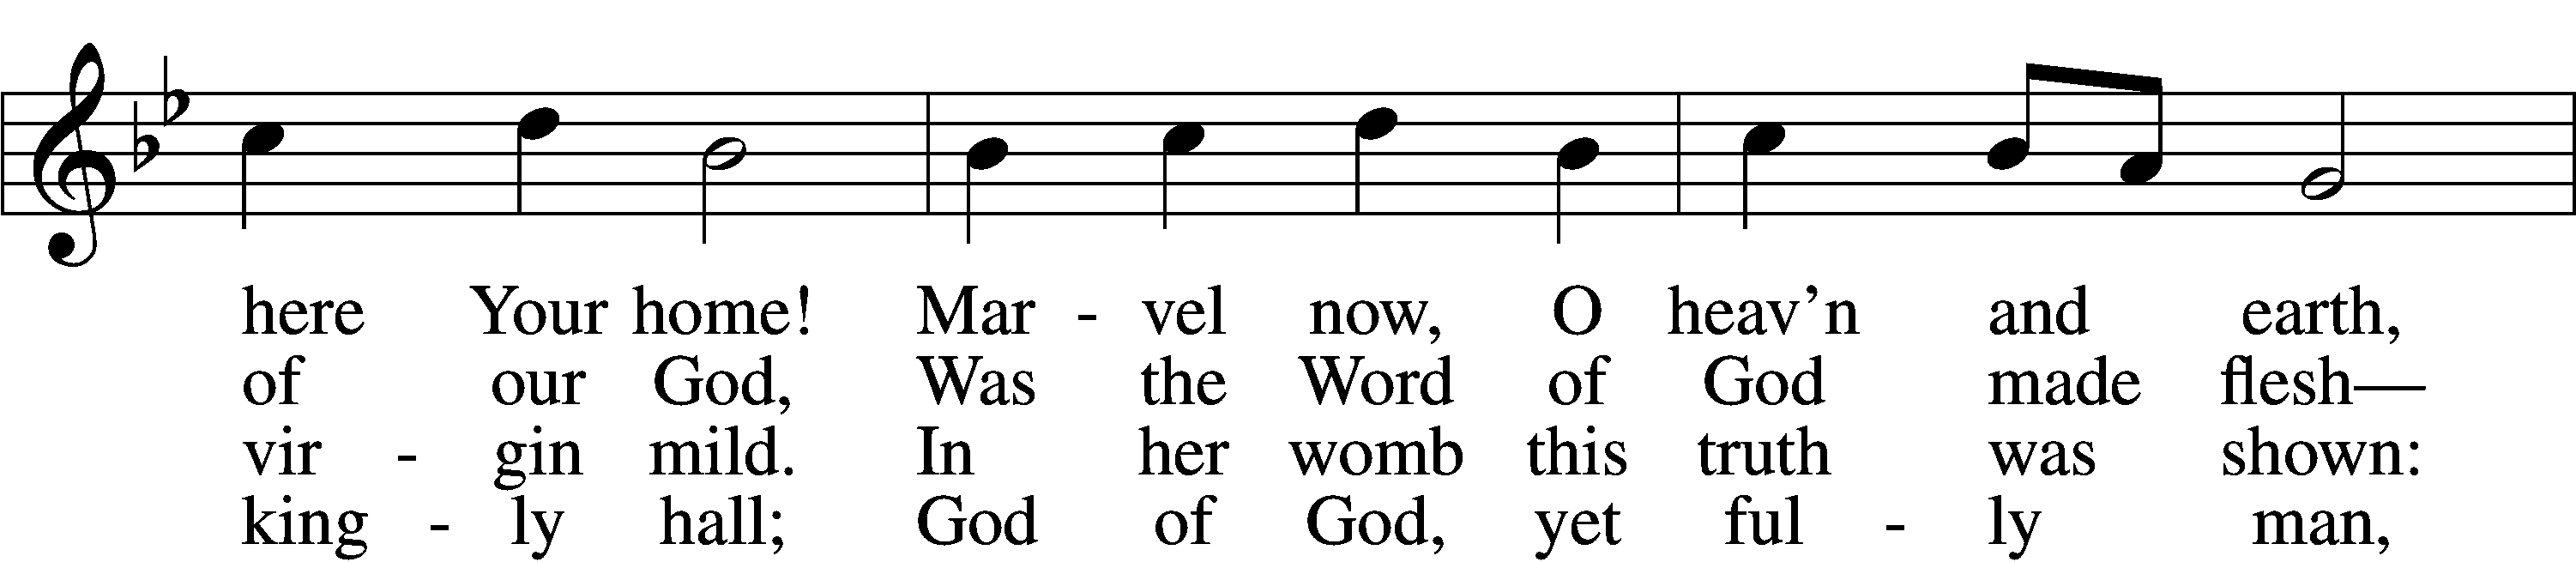 here Your home! Mar - vel now, O heav’n and earth,
of our God, Was the Word of God made flesh—
vir - gin mild. In her womb this truth was shown:
king - ly hall; God of God, yet ful - ly man,